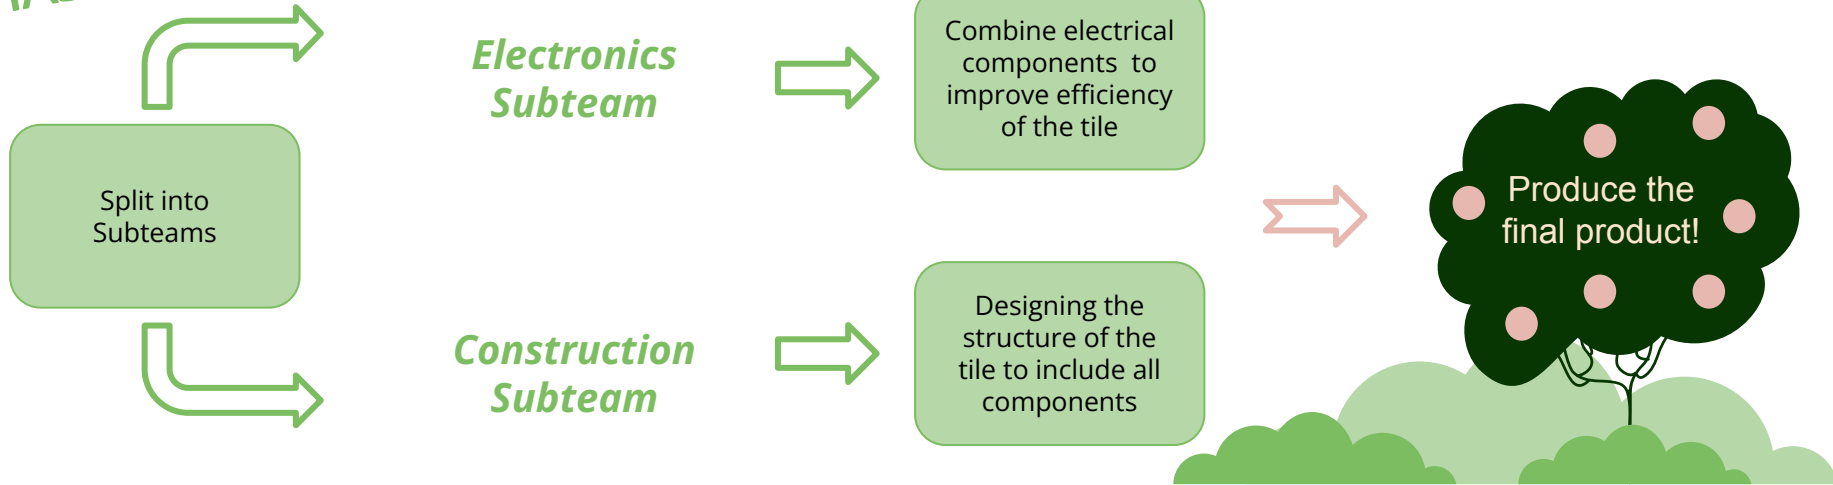 Split into
Subteams
Electronics
Subteam
Combine electrical
components  to
improve efficiency
of the tile
Construction
Subteam
Designing the
structure of the
tile to include all
components
Produce the
final product!